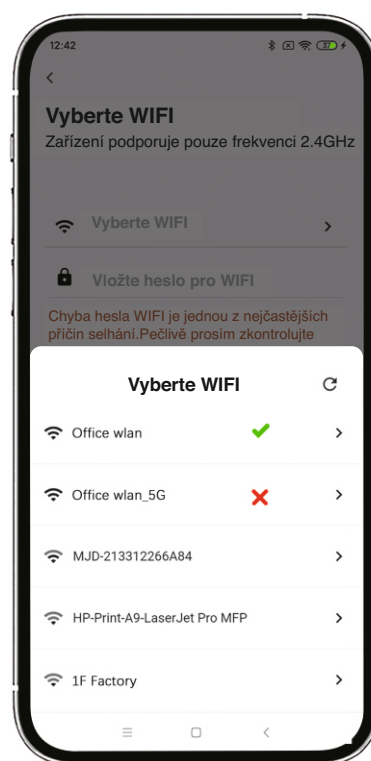 12:42
37
Vyberte WIFI
Zařízení podporuje pouze frekvenci 2.4GHz
Vyberte WIFI
Vložte heslo pro WIFI
Chyba hesla WIFI je jednou z nejčastějších
příčin selhání.Pečlivě prosím zkontrolujte
Vyberte WIFI
Office wlan
Office wlan_5G
MJD-213312266A84
HP-Print-A9-LaserJet Pro MFP
1F Factory